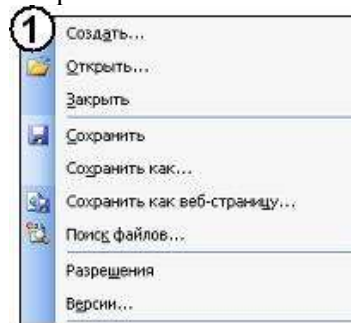 1
Создать...
Открыть...
Закрыть
Сохранить
Сохранить как...
Сохранить как веб-страницу...
Поиск файлов...
Разрешения
Версии...